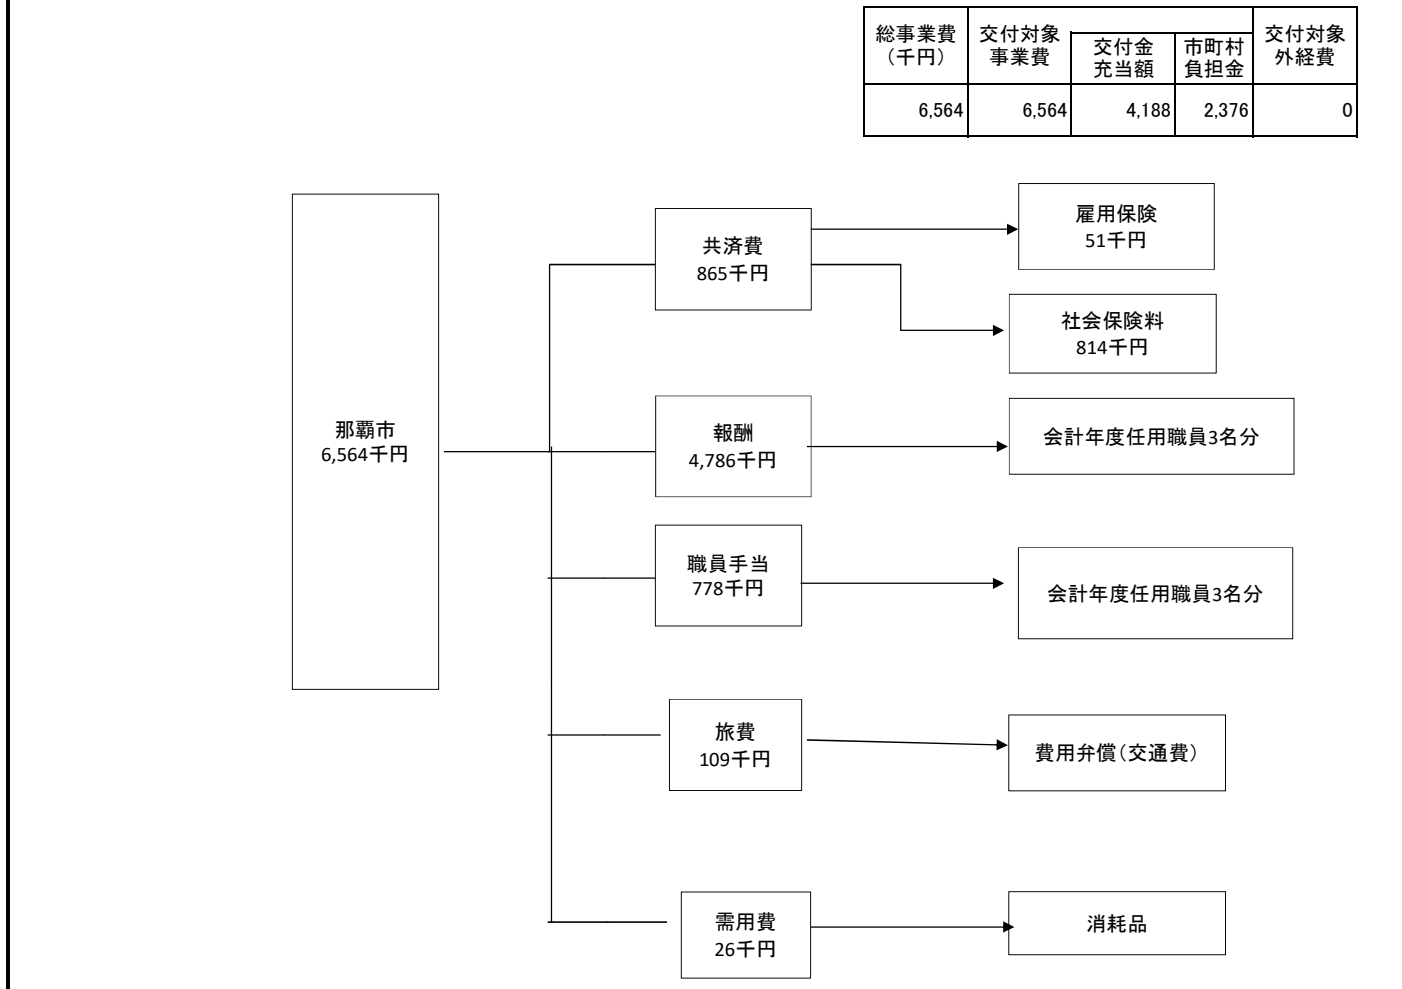 総事業費
（千円）
交付対象
事業費
交付金
充当額
市町村
負担金
交付対象
外経費
6,564
6,564
4,188
2,376
0
那覇市
6,564千円
共済費
865千円
雇用保険
51千円
社会保険料
814千円
報酬
4,786千円
会計年度任用職員3名分
職員手当
778千円
会計年度任用職員3名分
旅費
109千円
費用弁償（交通費）
需用費
26千円
消耗品